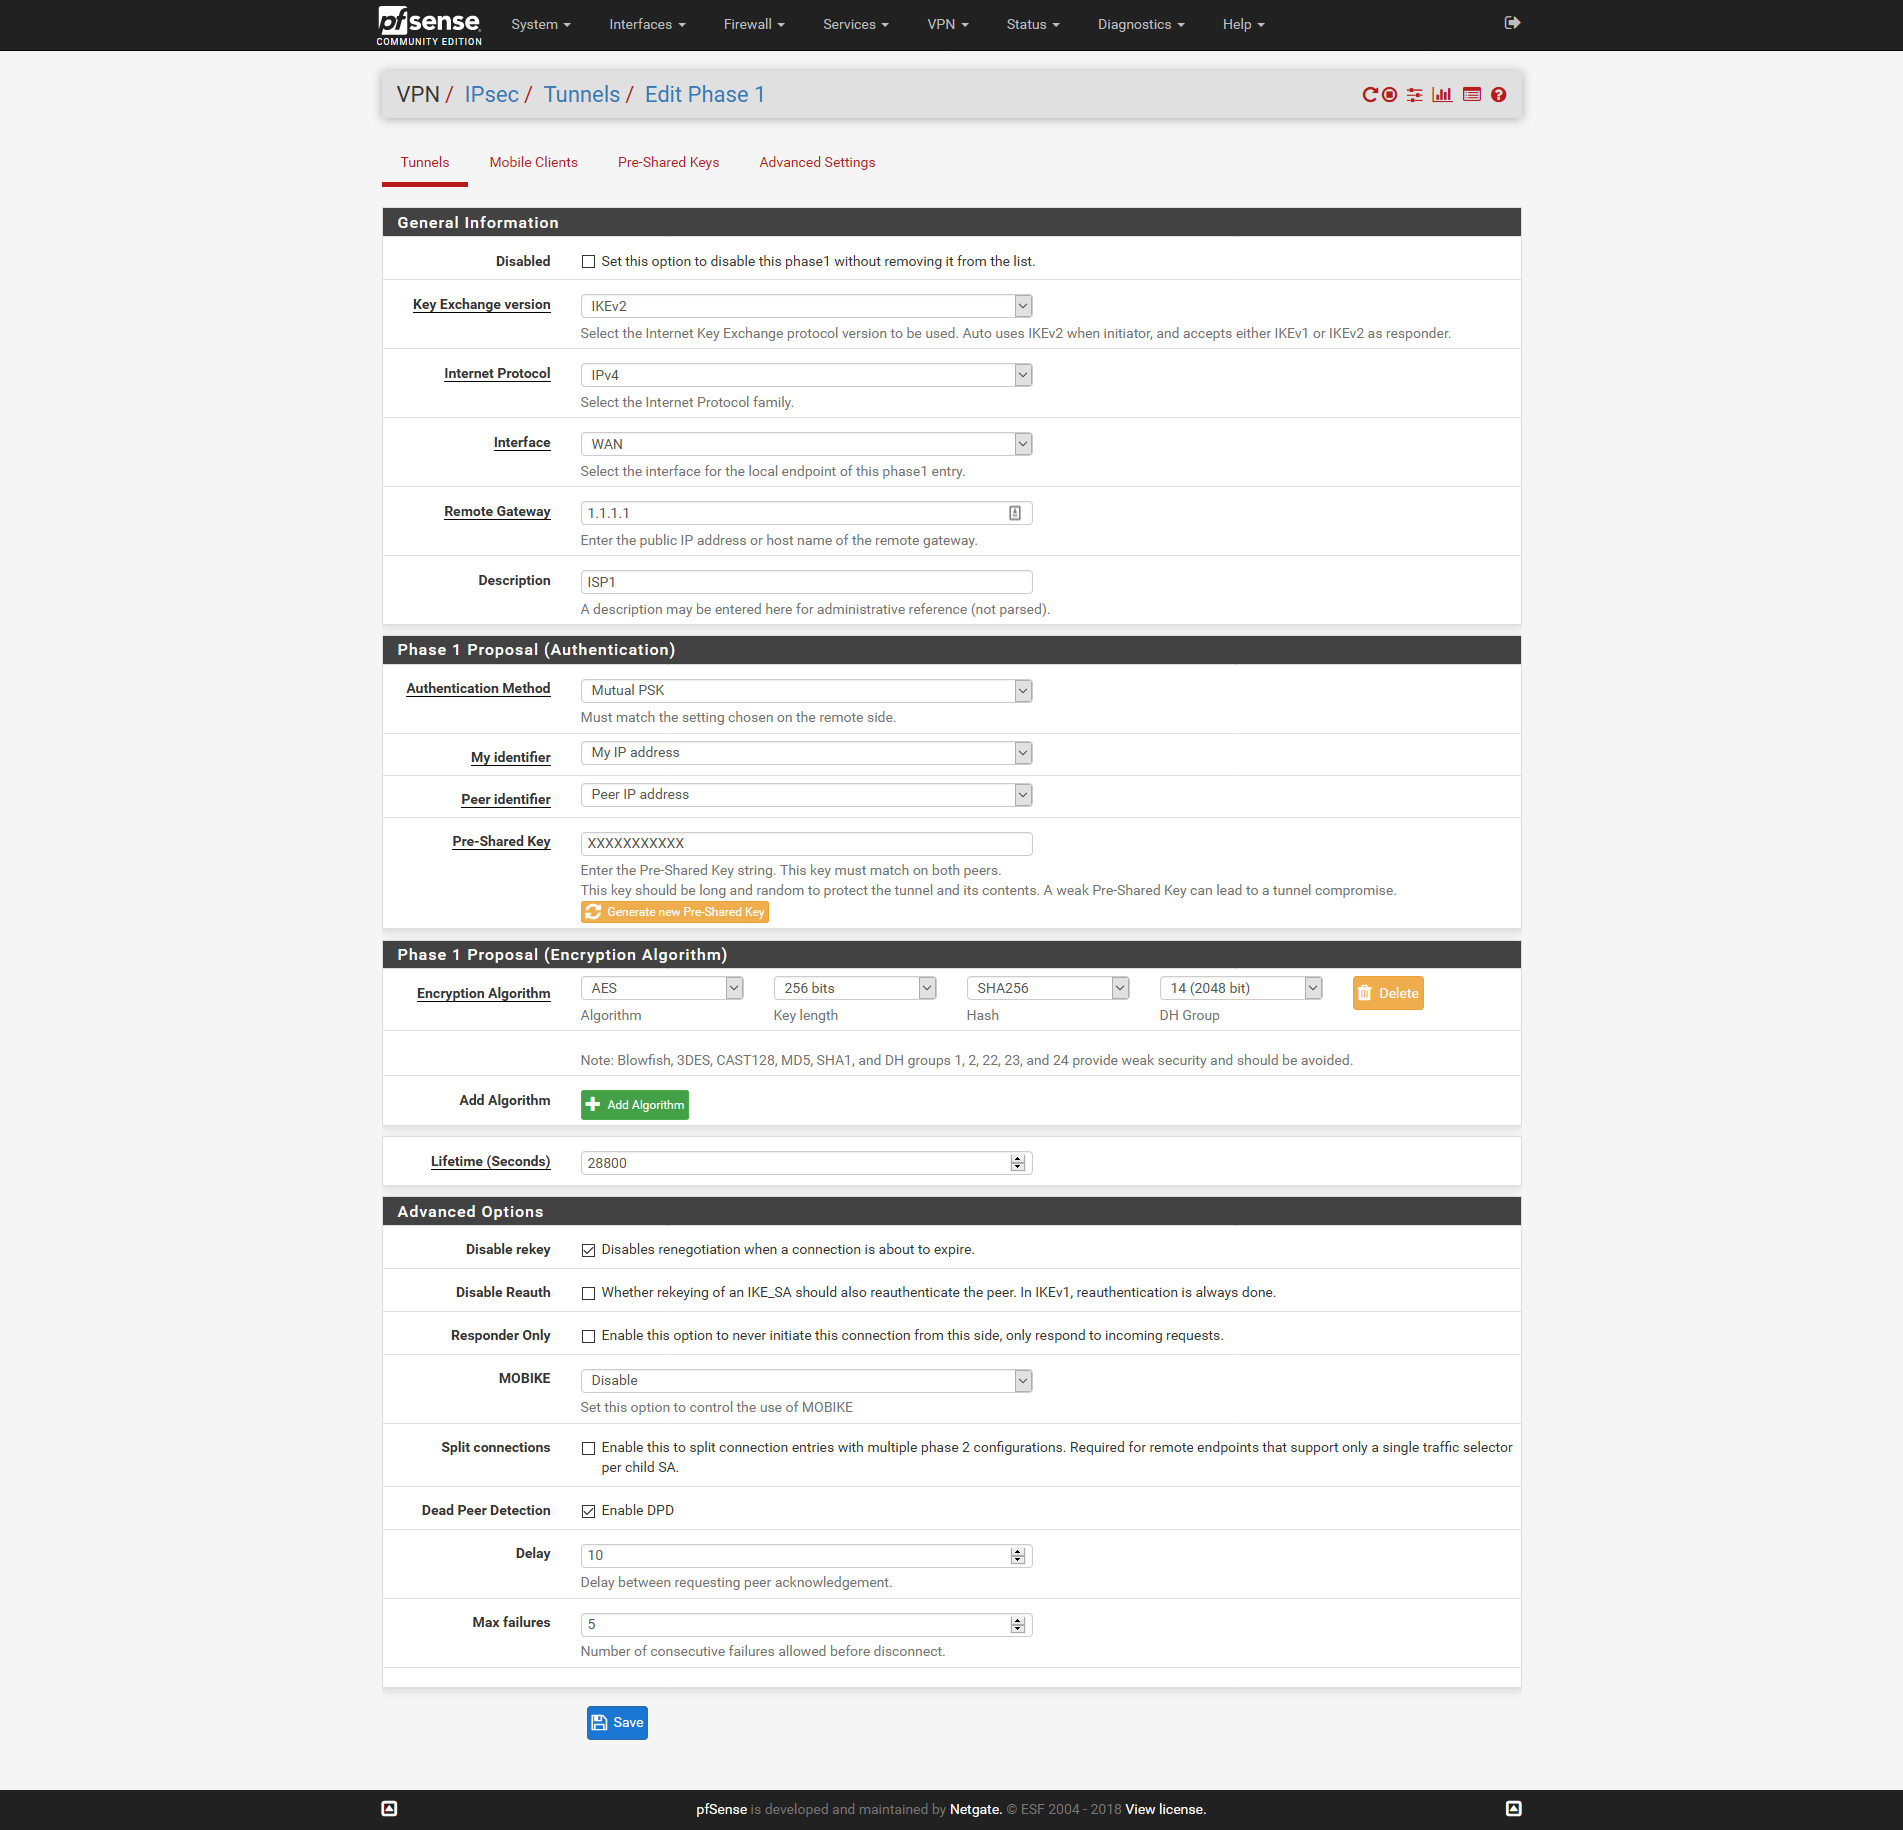 pfsense
COMMUNITY EDITION
System
Interfaces
Firewall
Services
VPN
Status
Diagnostics
Help
VPN / IPsec / Tunnels / Edit Phase 1
Tunnels
Mobile Clients
Pre-Shared Keys
Advanced Settings
General Information
Disabled
Set this option to disable this phase1 without removing it from the list.
Key Exchange version
IKEv2
Select the Internet Key Exchange protocol version to be used. Auto uses IKEv2 when initiator, and accepts either IKEv1 or IKEv2 as responder.
Internet Protocol
IPv4
Select the Internet Protocol family.
Interface
WAN
Select the interface for the local endpoint of this phase1 entry.
Remote Gateway
1.1.1.1
Enter the public IP address or host name of the remote gateway.
Description
ISP1
A description may be entered here for administrative reference (not parsed).
Phase 1 Proposal (Authentication)
Authentication Method
Mutual PSK
Must match the setting chosen on the remote side.
My identifier
My IP address
Peer identifier
Peer IP address
Pre-Shared Key
XXXXXXXXXXX
Enter the Pre-Shared Key string. This key must match on both peers.
This key should be long and random to protect the tunnel and its contents. A weak Pre-Shared Key can lead to a tunnel compromise.
Generate new Pre-Shared Key
Phase 1 Proposal (Encryption Algorithm)
Encryption Algorithm
AES
256 bits
SHA256
14 (2048 bit)
Delete
Algorithm
Key length
Hash
DH Group
Note: Blowfish, 3DES, CAST128, MD5, SHA1, and DH groups 1, 2, 22, 23, and 24 provide weak security and should be avoided.
Add Algorithm
Add Algorithm
Lifetime (Seconds)
28800
Advanced Options
Disable rekey
Disables renegotiation when a connection is about to expire.
Disable Reauth
Whether rekeying of an IKE_SA should also reauthenticate the peer. In IKEv1, reauthentication is always done.
Responder Only
Enable this option to never initiate this connection from this side, only respond to incoming requests.
MOBIKE
Disable
Set this option to control the use of MOBIKE
Split connections
Enable this to split connection entries with multiple phase 2 configurations. Required for remote endpoints that support only a single traffic selector
per child SA.
Dead Peer Detection
Enable DPD
Delay
10
Delay between requesting peer acknowledgement.
Max failures
5
Number of consecutive failures allowed before disconnect.
Save
pfSense is developed and maintained by Netgate. © ESF 2004 - 2018 View license.